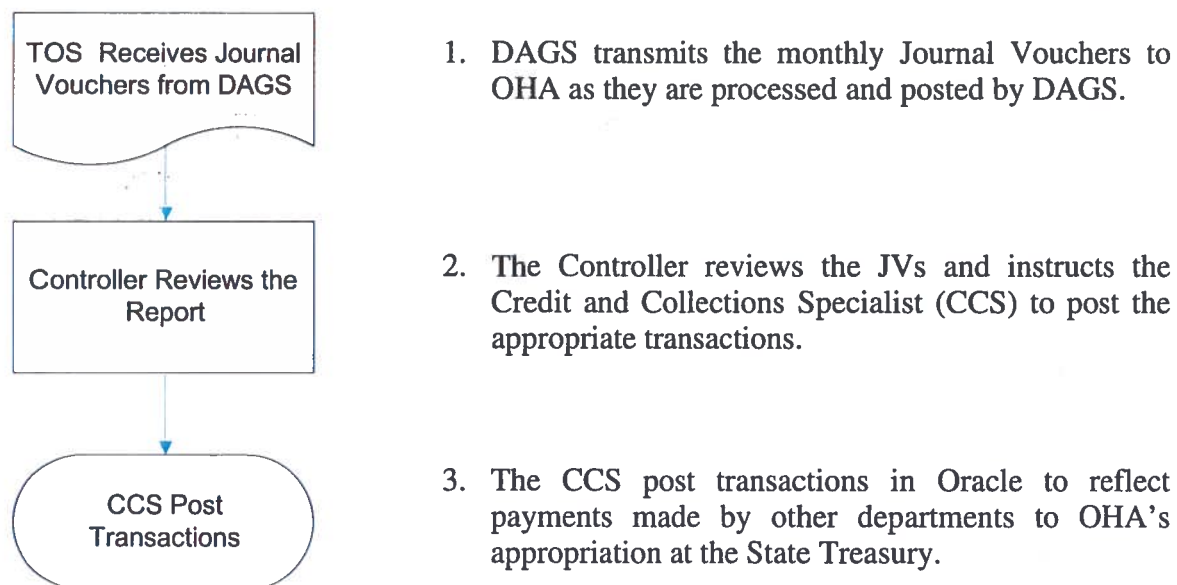 TOS Receives Journal
Vouchers from DAGS
1. DAGS transmits the monthly Journal Vouchers to
OHA as they are processed and posted by DAGS.
Controller Reviews the
Report
2. The Controller reviews the JVs and instructs the
Credit and Collections Specialist (CCS) to post the
appropriate transactions.
CCS Post
Transactions
3. The CCS post transactions in Oracle to reflect
payments made by other departments to OHA's
appropriation at the State Treasury.